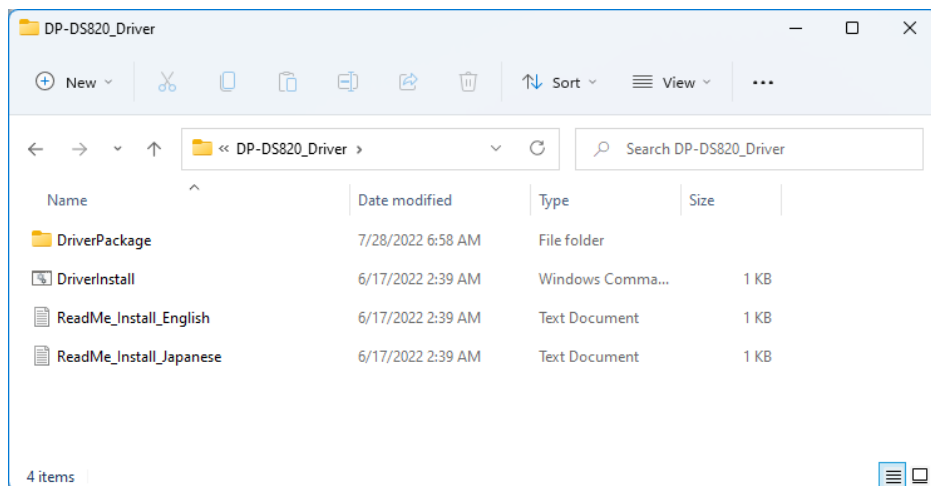 DP-DS820_Driver
New Sort View ...
« DP-DS820_Driver > Search DP-DS820_Driver
Name Date modified Type Size
DriverPackage 7/28/2022 6:58 AM File folder
DriverInstall 6/17/2022 2:39 AM Windows Comma... 1 KB
ReadMe_Install_English 6/17/2022 2:39 AM Text Document 1 KB
ReadMe_Install_Japanese 6/17/2022 2:39 AM Text Document 1 KB
4 items